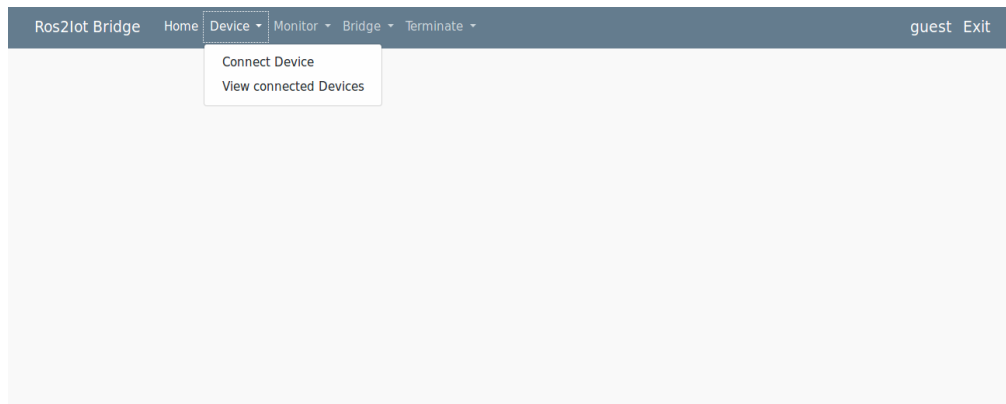 Ros2Iot Bridge Home Device Monitor Bridge Terminate guest Exit
Connect Device
View connected Devices